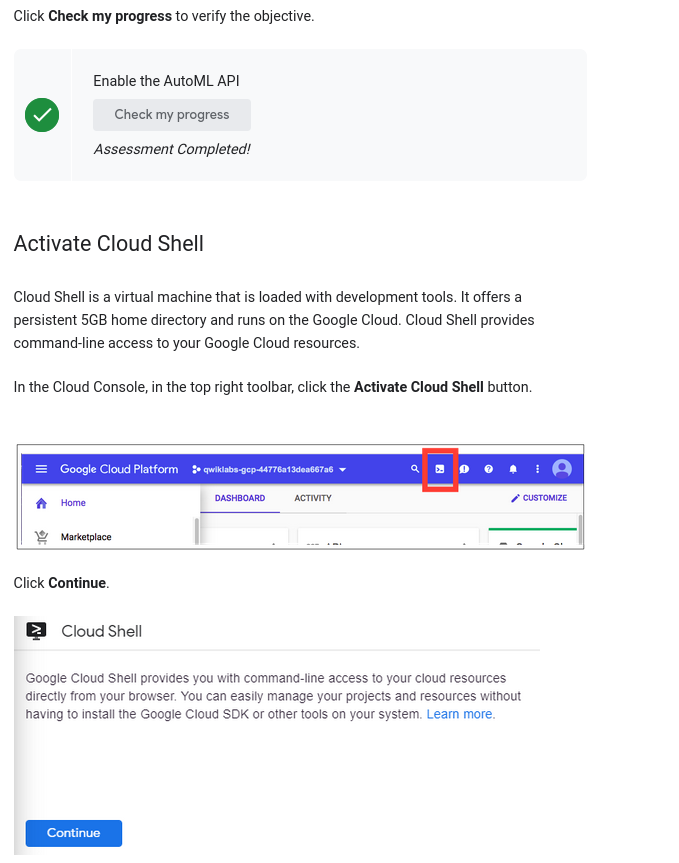 Click Check my progress to verify the objective.
Enable the AutoML API
Check my progress
Assessment Completed!
Activate Cloud Shell
Cloud Shell is a virtual machine that is loaded with development tools. It offers a
persistent 5GB home directory and runs on the Google Cloud. Cloud Shell provides
command-line access to your Google Cloud resources.
In the Cloud Console, in the top right toolbar, click the Activate Cloud Shell button.
Google Cloud Platform qwiklabs-gcp-44776a13dea667a6
Home DASHBOARD ACTIVITY CUSTOMIZE
Marketplace
Click Continue.
Cloud Shell
Google Cloud Shell provides you with command-line access to your cloud resources
directly from your browser. You can easily manage your projects and resources without
having to install the Google Cloud SDK or other tools on your system. Learn more.
Continue